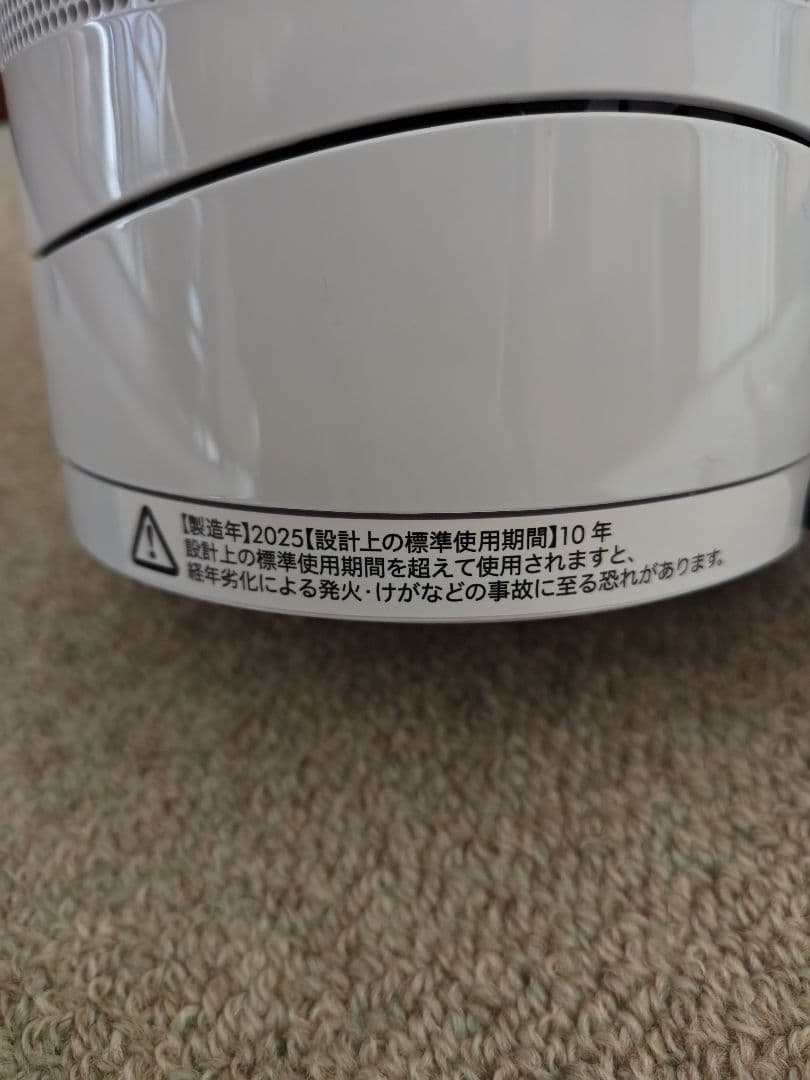 【製造年】2025【設計上の標準使用期間】10 年
設計上の標準使用期間を超えて使用されますと、
経年劣化による発火・けがなどの事故に至る恐れがあります。